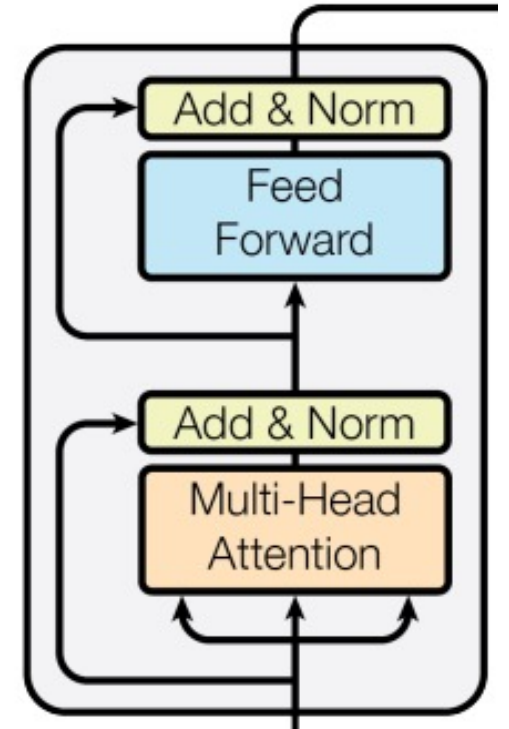 Add & Norm
Feed
Forward
Add & Norm
Multi-Head
Attention